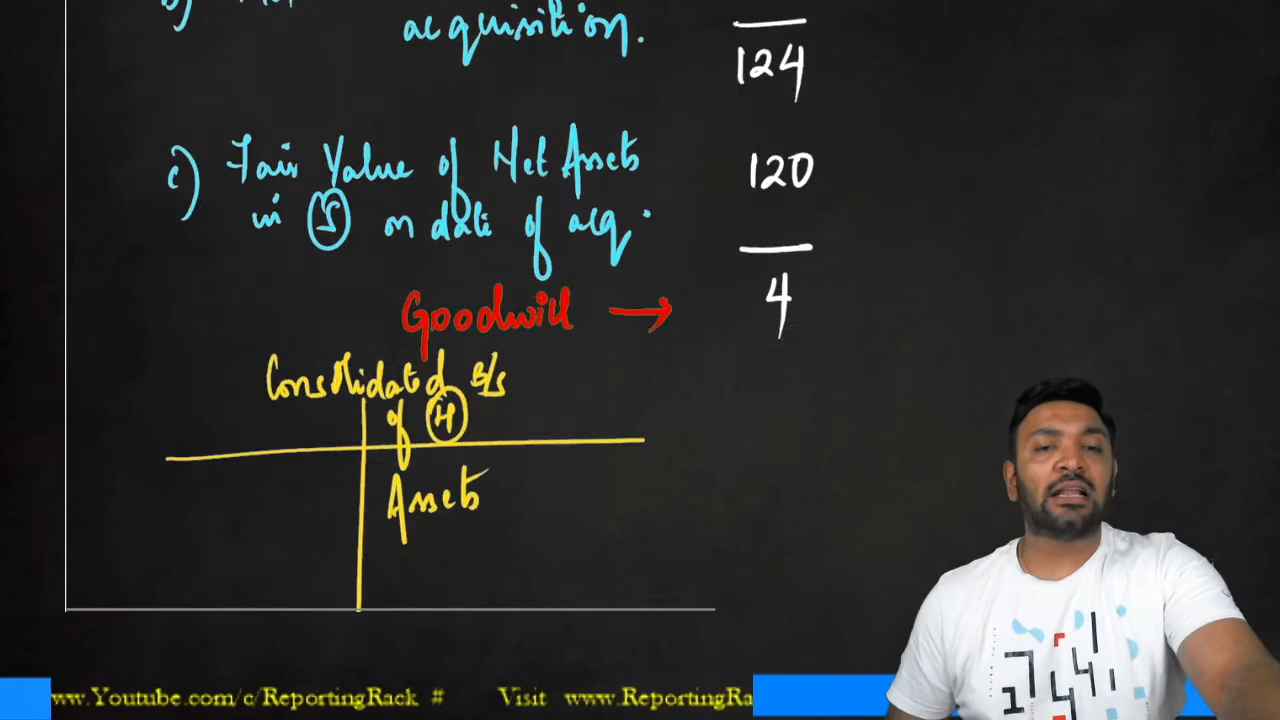 b)
acquisition.
124
c) Fair Value of Net Assets
in S on date of acq.
120
Goodwill → 4
Consolidated B/s
of H
Assets
ww.Youtube.com/c/ReportingRack # Visit www.ReportingRa